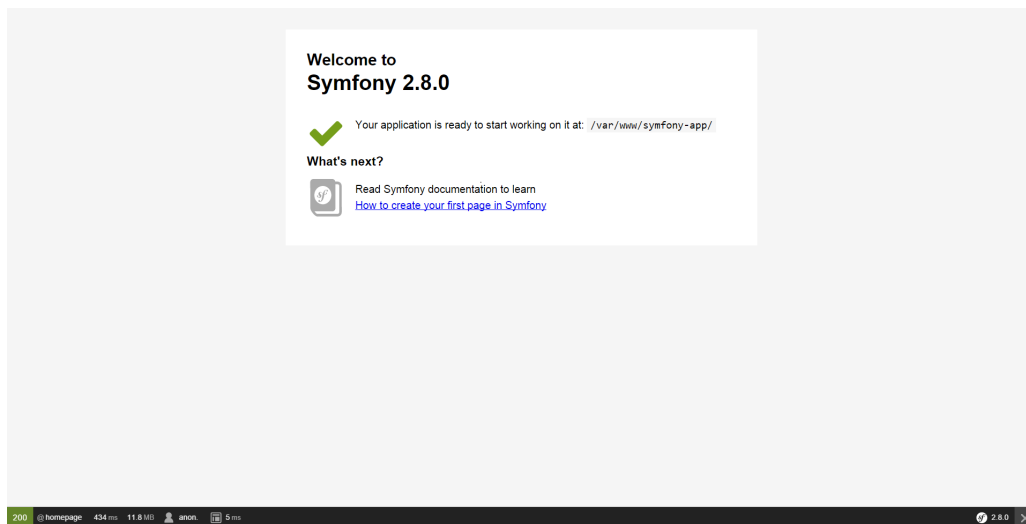 Welcome to
Symfony 2.8.0
Your application is ready to start working on it at: /var/www/symfony-app/
What's next?
sf
Read Symfony documentation to learn
How to create your first page in Symfony
200 @ homepage 434 ms 11.8 MB anon. 5 ms sf 2.8.0